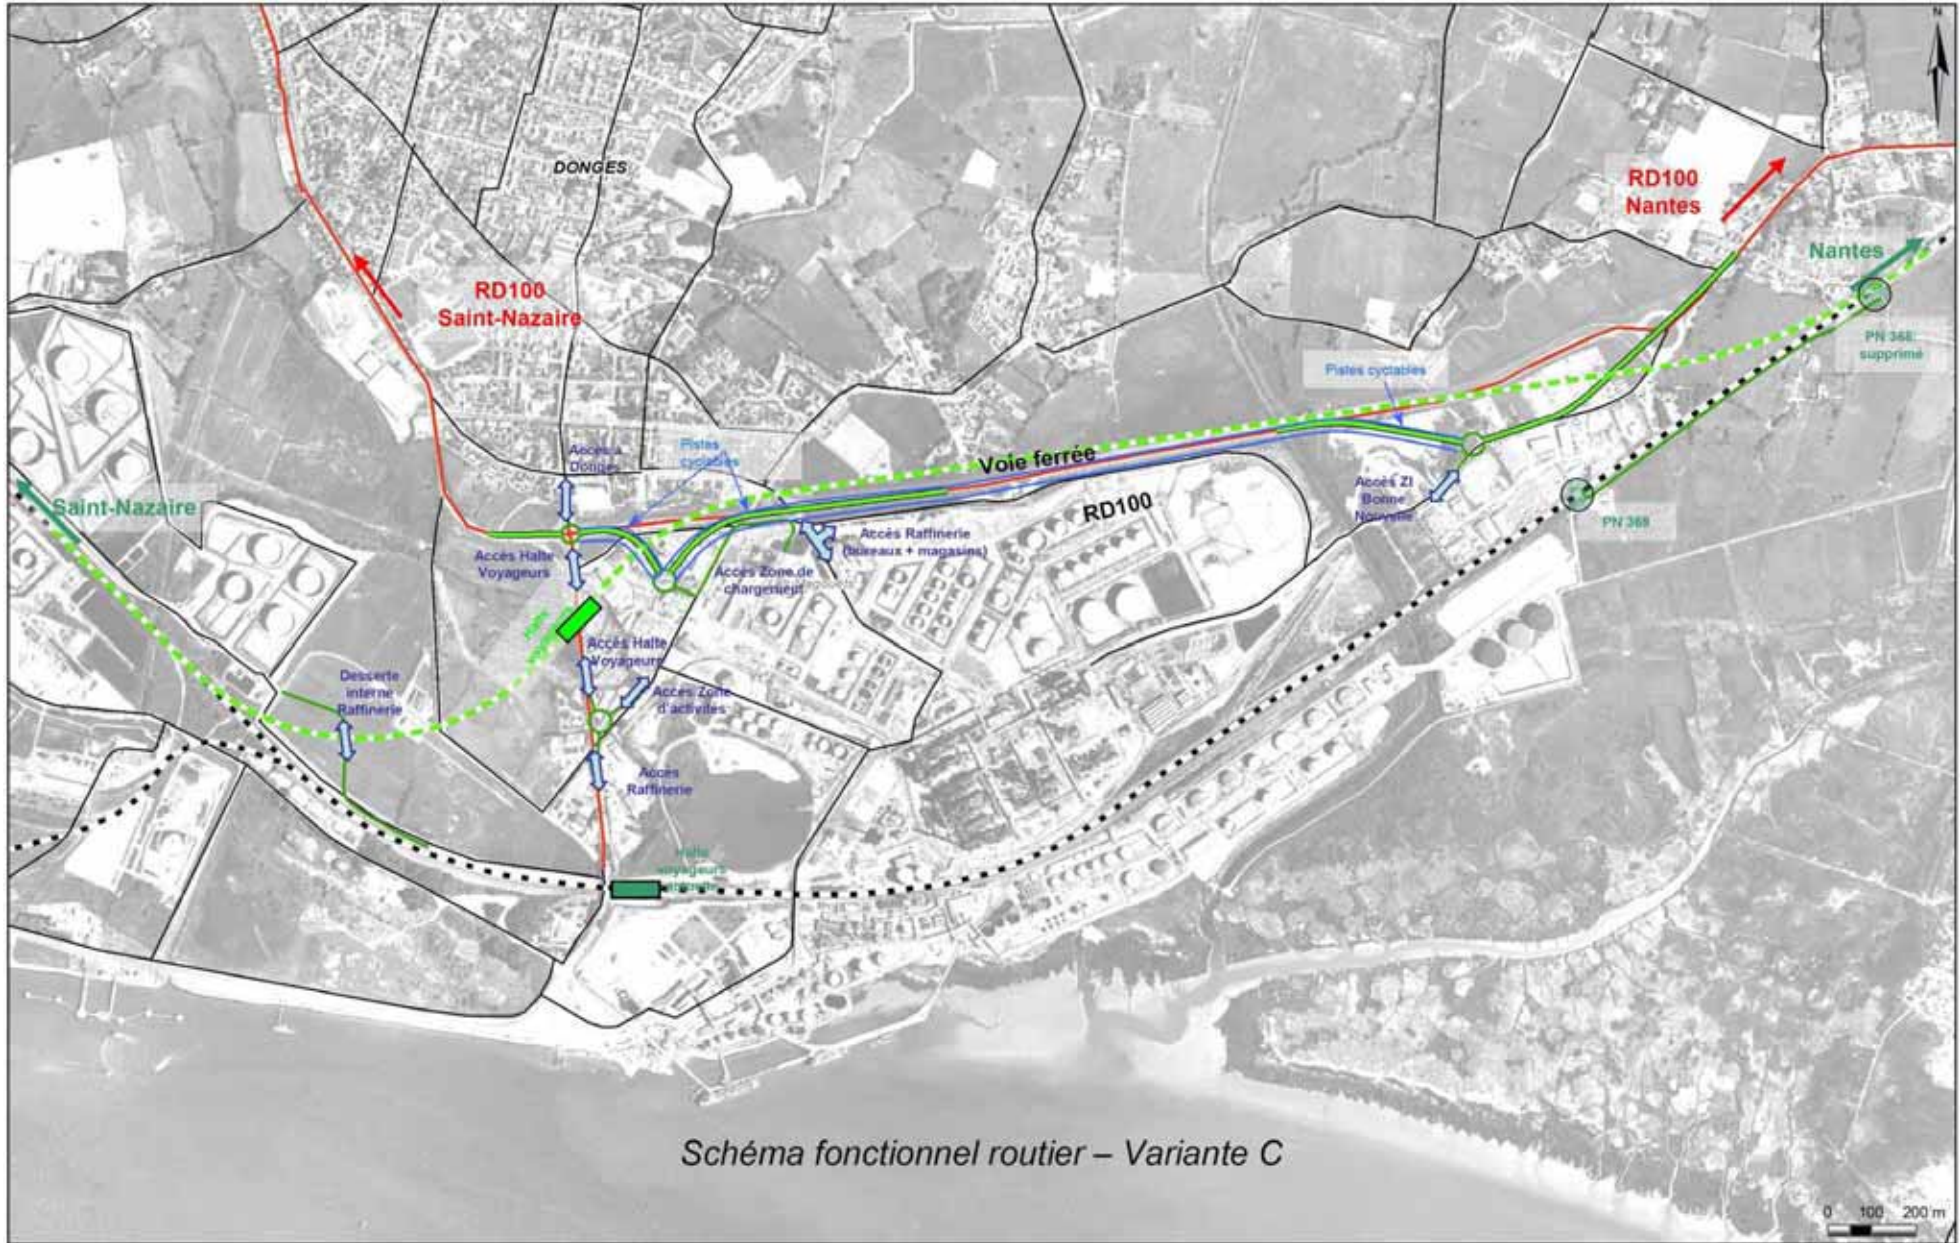 N
DONGES
RD100
Nantes
Nantes
RD100
Saint-Nazaire
PN 368
supprimé
Pistes cyclables
Accès à
Donges
Pistes
cyclables
Voie ferrée
Saint-Nazaire
RD100
Accès ZI
Bonne
Nouvelle
PN 369
Accès Halte
Voyageurs
Accès Raffinerie
(bureaux + magasins)
Accès Zone de
chargement
Halte
Accès Halte
Voyageurs
Desserte
interne
Raffinerie
Accès Zone
d'activités
Accès
Raffinerie
Halte
voyageurs
Schéma fonctionnel routier – Variante C
0 100 200 m